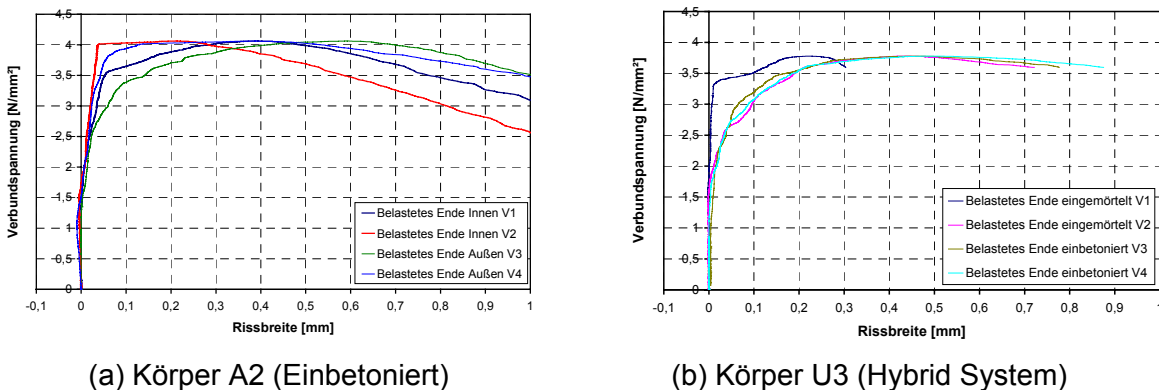 4,5
4
3,5
3
2,5
2
1,5
1
0,5
0
Verbundspannung [N/mm²]
-0,1 0 0,1 0,2 0,3 0,4 0,5 0,6 0,7 0,8 0,9 1
Rissbreite [mm]
Belastetes Ende Innen V1
Belastetes Ende Innen V2
Belastetes Ende Außen V3
Belastetes Ende Außen V4
(a) Körper A2 (Einbetoniert)
4,5
4
3,5
3
2,5
2
1,5
1
0,5
0
Verbundspannung [N/mm²]
-0,1 0 0,1 0,2 0,3 0,4 0,5 0,6 0,7 0,8 0,9 1
Rissbreite [mm]
Belastetes Ende eingemörtelt V1
Belastetes Ende eingemörtelt V2
Belastetes Ende einbetoniert V3
Belastetes Ende einbetoniert V4
(b) Körper U3 (Hybrid System)